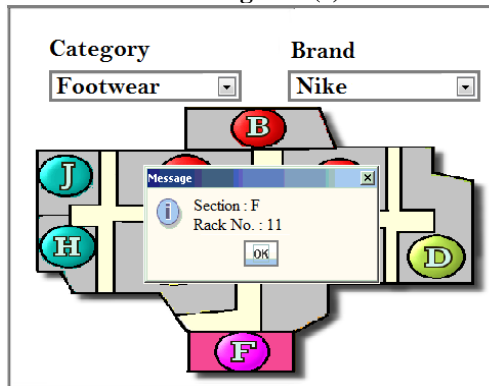 Category
Brand
Footwear
Nike
B
J
Message
Section : F
Rack No. : 11
OK
H
D
F